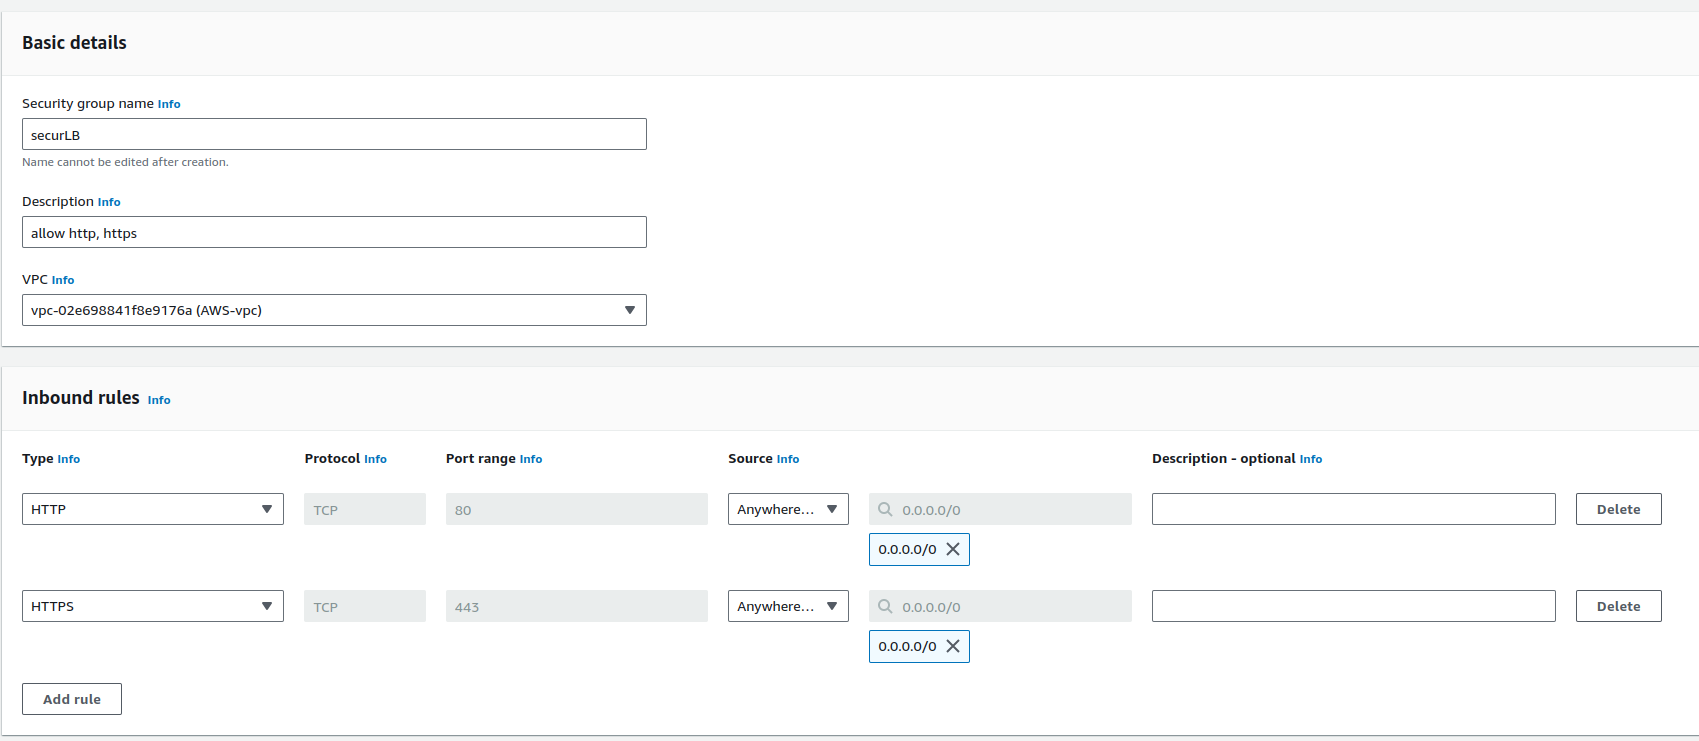 Basic details
Security group name Info
securLB
Name cannot be edited after creation.
Description Info
allow http, https
VPC Info
vpc-02e698841f8e9176a (AWS-vpc)
Inbound rules Info
Type Info Protocol Info Port range Info Source Info Description - optional Info
HTTP TCP 80 Anywhere... 0.0.0.0/0 Delete
0.0.0.0/0
HTTPS TCP 443 Anywhere... 0.0.0.0/0 Delete
0.0.0.0/0
Add rule